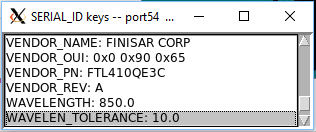 SERIAL_ID keys -- port54 ...
VENDOR_NAME: FINISAR CORP
VENDOR_OUI: 0x0 0x90 0x65
VENDOR_PN: FTL410QE3C
VENDOR_REV: A
WAVELENGTH: 850.0
WAVELEN_TOLERANCE: 10.0